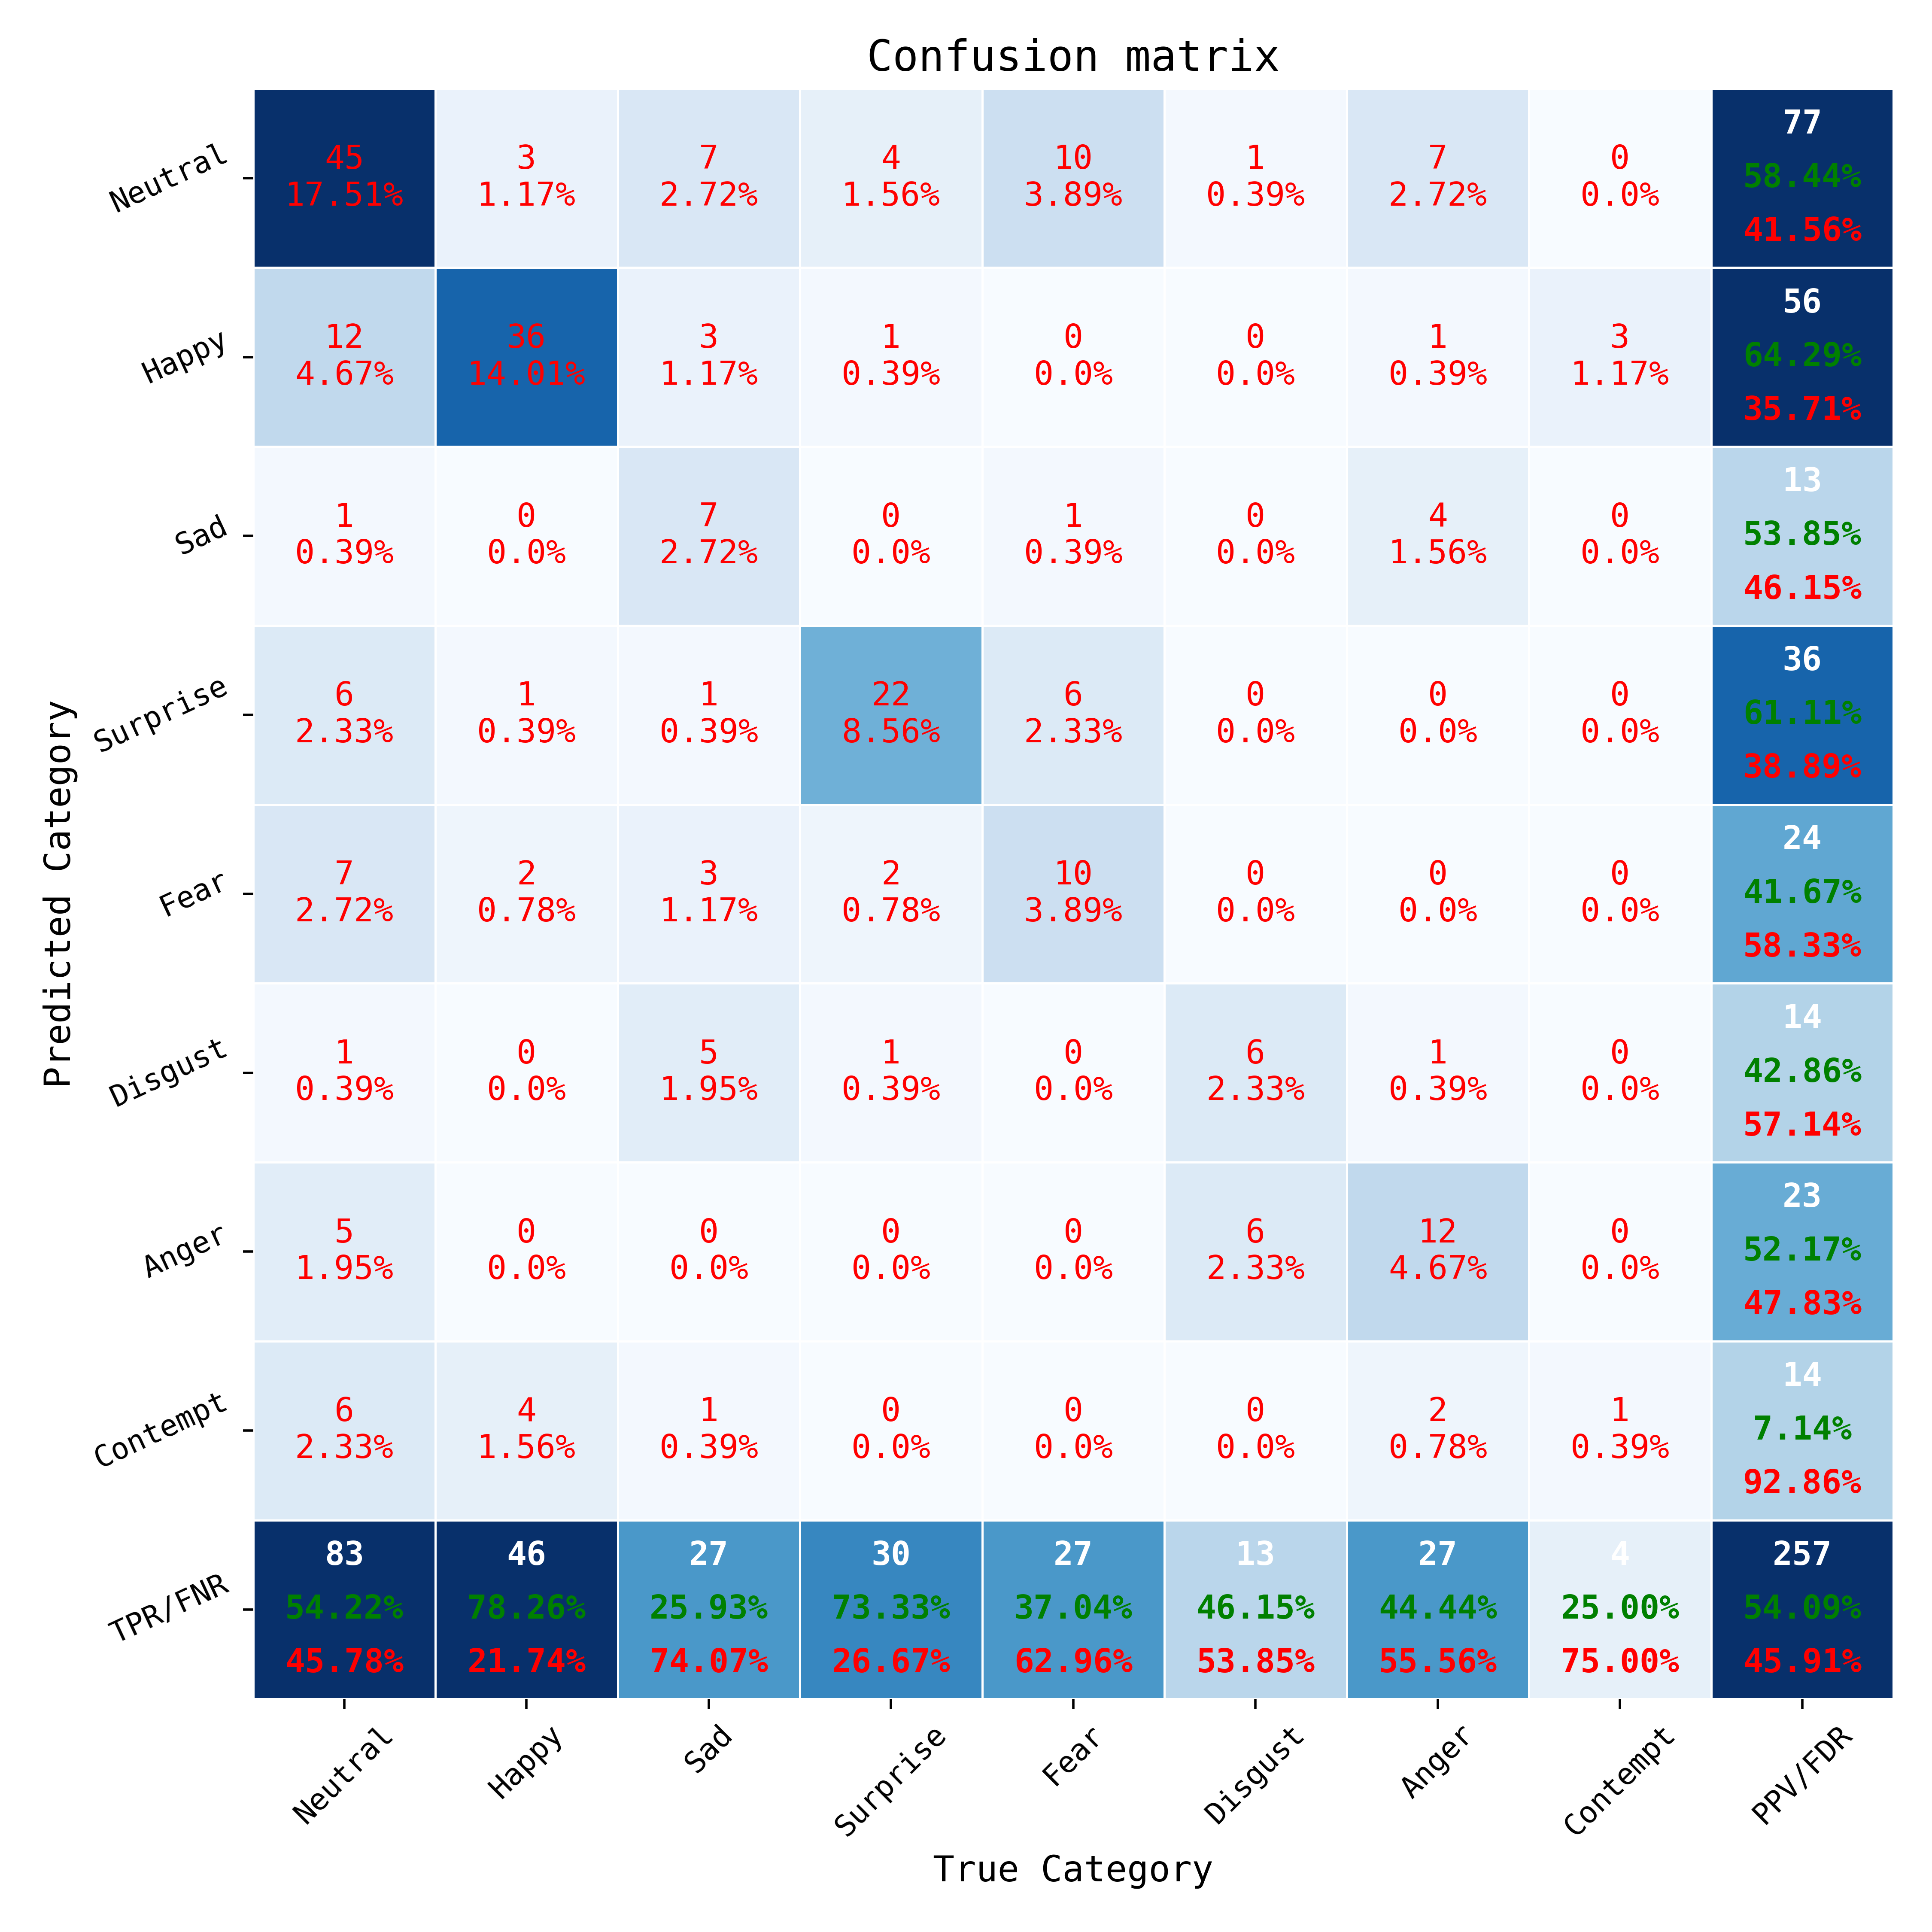 Confusion matrix
Predicted Category
Neutral
45 3 7 4 10 1 7 0 77
17.51% 1.17% 2.72% 1.56% 3.89% 0.39% 2.72% 0.0% 58.44%
41.56%
Happy
12 36 3 1 0 0 1 3 56
4.67% 14.01% 1.17% 0.39% 0.0% 0.0% 0.39% 1.17% 64.29%
35.71%
Sad
1 0 7 0 1 0 4 0 13
0.39% 0.0% 2.72% 0.0% 0.39% 0.0% 1.56% 0.0% 53.85%
46.15%
Surprise
6 1 1 22 6 0 0 0 36
2.33% 0.39% 0.39% 8.56% 2.33% 0.0% 0.0% 0.0% 61.11%
38.89%
Fear
7 2 3 2 10 0 0 0 24
2.72% 0.78% 1.17% 0.78% 3.89% 0.0% 0.0% 0.0% 41.67%
58.33%
Disgust
1 0 5 1 0 6 1 0 14
0.39% 0.0% 1.95% 0.39% 0.0% 2.33% 0.39% 0.0% 42.86%
57.14%
Anger
5 0 0 0 0 6 12 0 23
1.95% 0.0% 0.0% 0.0% 0.0% 2.33% 4.67% 0.0% 52.17%
47.83%
Contempt
6 4 1 0 0 0 2 1 14
2.33% 1.56% 0.39% 0.0% 0.0% 0.0% 0.78% 0.39% 7.14%
92.86%
TPR/FNR
83 46 27 30 27 13 27 4 257
54.22% 78.26% 25.93% 73.33% 37.04% 46.15% 44.44% 25.00% 54.09%
45.78% 21.74% 74.07% 26.67% 62.96% 53.85% 55.56% 75.00% 45.91%
Neutral Happy Sad Surprise Fear Disgust Anger Contempt PPV/FDR
True Category